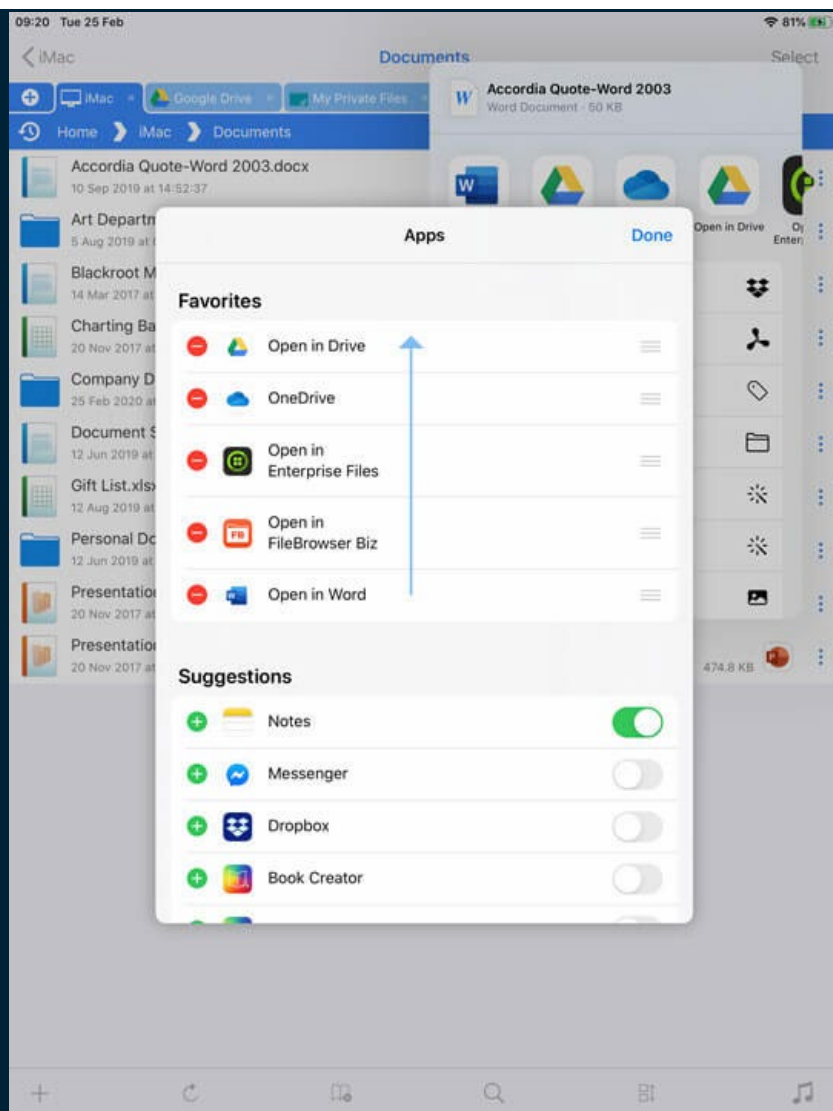 09:20 Tue 25 Feb
81%
iMac
Documents
Select
iMac
Google Drive
My Private Files
Home
iMac
Documents
Accordia Quote-Word 2003
Word Document - 50 KB
W
Open in Drive
Accordia Quote-Word 2003.docx
10 Sep 2019 at 14:52:37
Art Departm
5 Aug 2019 at
Blackroot M
14 Mar 2017 at
Charting Ba
20 Nov 2017 at
Company D
25 Feb 2020 at
Document S
12 Jun 2019 at
Gift List.xlsx
12 Aug 2019 at
Personal Do
12 Jun 2019 at
Presentation
20 Nov 2017 at
Presentation
20 Nov 2017 at
474.8 KB
Apps
Done
Favorites
Open in Drive
OneDrive
Open in
Enterprise Files
FB
Open in
FileBrowser Biz
Open in Word
Suggestions
Notes
Messenger
Dropbox
Book Creator